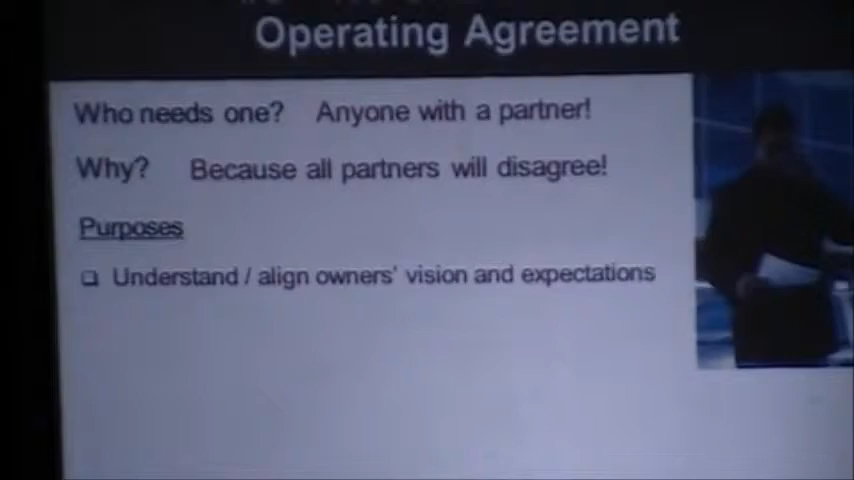 Operating Agreement
Who needs one? Anyone with a partner!
Why? Because all partners will disagree!
Purposes
❑ Understand / align owners' vision and expectations